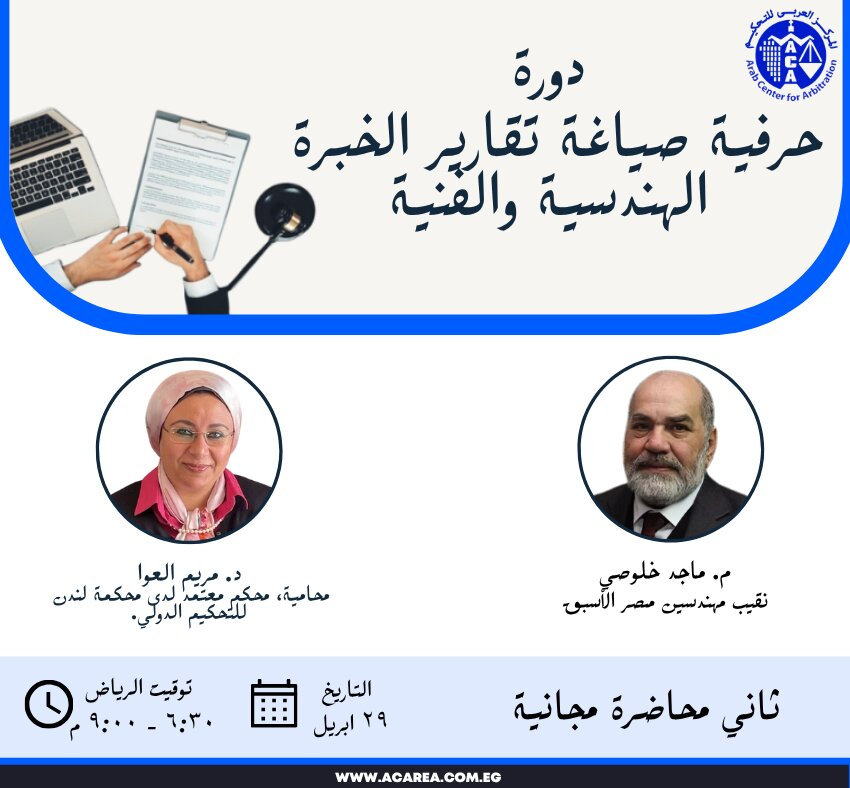 المركز العربى للتحكيم
ACA
Arab Center for Arbitration
دورة
حرفية صياغة تقارير الخبرة
الهندسية والفنية
م. ماجد خلوصي
نقيب مهندسين مصر الأسبق.
د. مريم العوا
محامية، محكم معتمد لدى محكمة لندن
للتحكيم الدولي.
ثاني محاضرة مجانية
التاريخ
٢٩ ابريل
توقيت الرياض
٦:٣٠ - ٩:٠٠ م
WWW.ACAREA.COM.EG